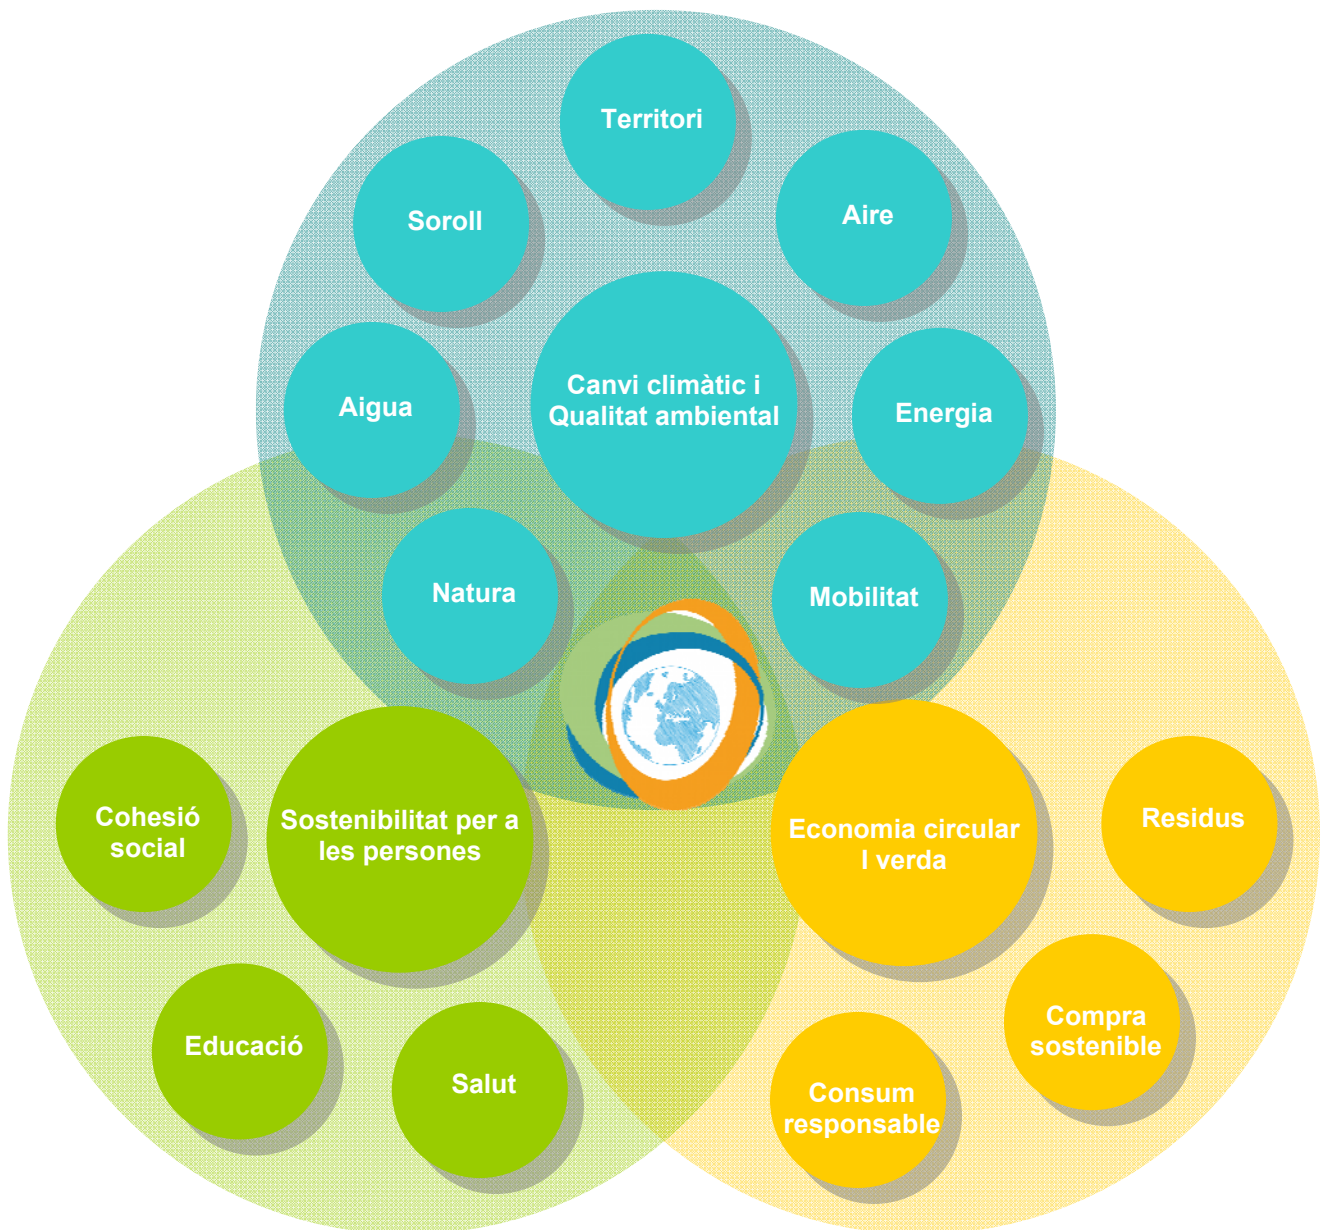 Territori
Soroll
Aire
Canvi climàtic i
Qualitat ambiental
Aigua
Energia
Natura
Mobilitat
Cohesió
social
Sostenibilitat per a
les persones
Economia circular
I verda
Residus
Educació
Salut
Compra
sostenible
Consum
responsable